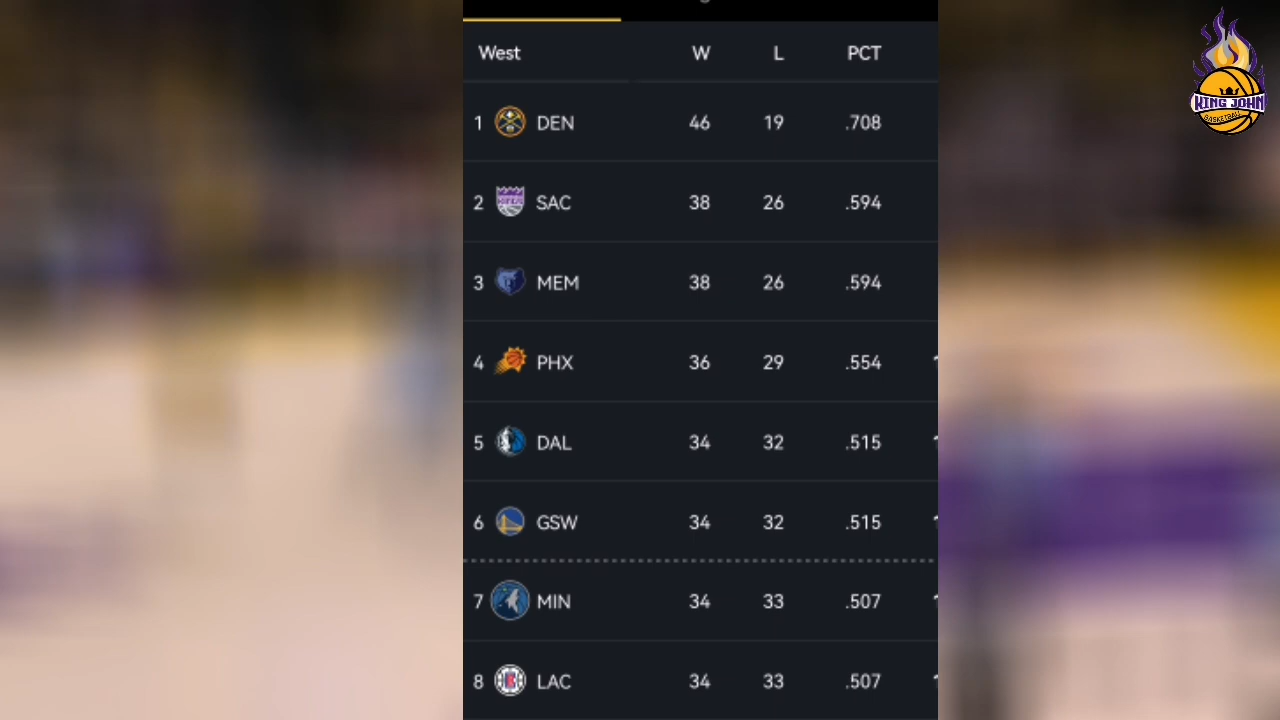 West W L PCT
1 DEN 46 19 .708
2 SAC 38 26 .594
3 MEM 38 26 .594
4 PHX 36 29 .554
5 DAL 34 32 .515
6 GSW 34 32 .515
7 MIN 34 33 .507
8 LAC 34 33 .507
KING JOHN
BASKETBALL